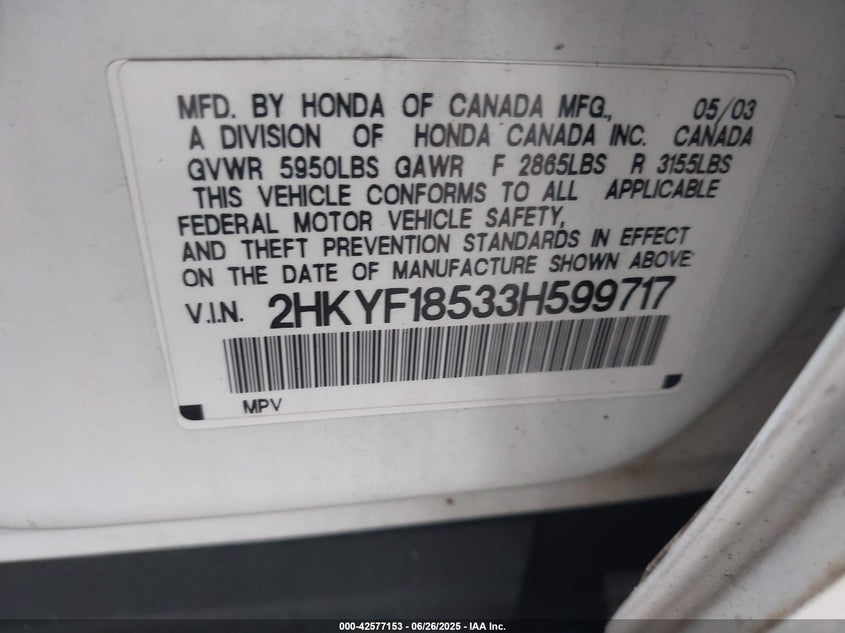 MFD. BY HONDA OF CANADA MFG., 05/03
A DIVISION OF HONDA CANADA INC. CANADA
GVWR 5950LBS GAWR F 2865LBS R 3155LBS
THIS VEHICLE CONFORMS TO ALL APPLICABLE
FEDERAL MOTOR VEHICLE SAFETY,
AND THEFT PREVENTION STANDARDS IN EFFECT
ON THE DATE OF MANUFACTURE SHOWN ABOVE
V.I.N. 2HKYF18533H599717
MPV
000-42577153 - 06/26/2025 - IAA Inc.